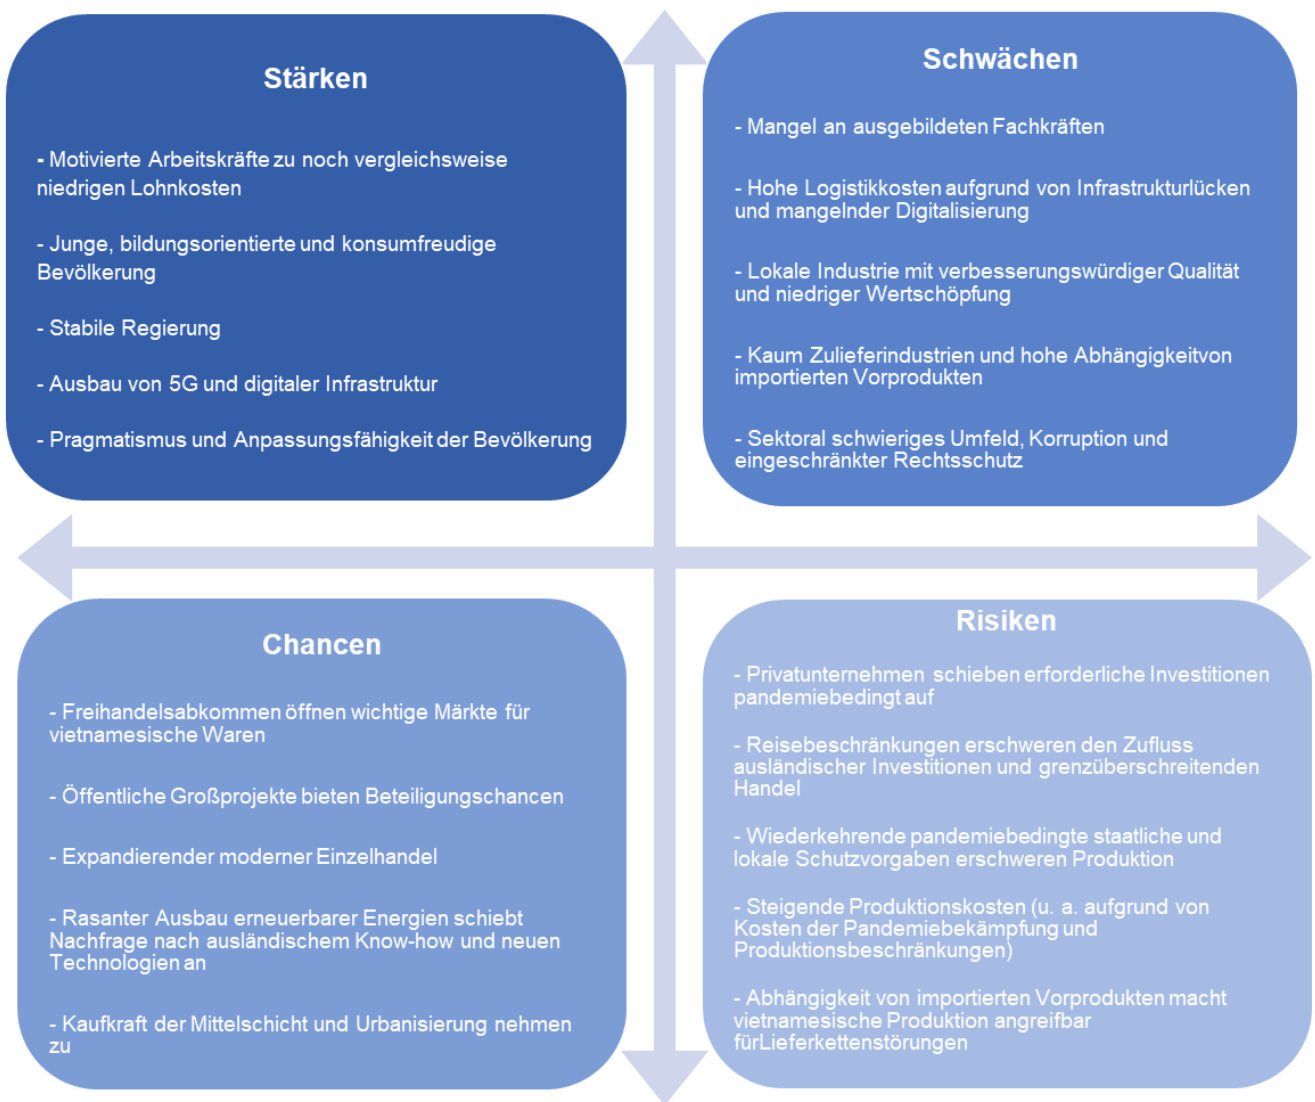 Stärken
- Motivierte Arbeitskräfte zu noch vergleichsweise
niedrigen Lohnkosten
- Junge, bildungsorientierte und konsumfreudige
Bevölkerung
- Stabile Regierung
- Ausbau von 5G und digitaler Infrastruktur
- Pragmatismus und Anpassungsfähigkeit der Bevölkerung
Schwächen
- Mangel an ausgebildeten Fachkräften
- Hohe Logistikkosten aufgrund von Infrastrukturlücken
und mangelnder Digitalisierung
- Lokale Industrie mit verbesserungswürdiger Qualität
und niedriger Wertschöpfung
- Kaum Zulieferindustrien und hohe Abhängigkeitvon
importierten Vorprodukten
- Sektoral schwieriges Umfeld, Korruption und
eingeschränkter Rechtsschutz
Chancen
- Freihandelsabkommen öffnen wichtige Märkte für
vietnamesische Waren
- Öffentliche Großprojekte bieten Beteiligungschancen
- Expandierender moderner Einzelhandel
- Rasanter Ausbau erneuerbarer Energien schiebt
Nachfrage nach ausländischem Know-how und neuen
Technologien an
- Kaufkraft der Mittelschicht und Urbanisierung nehmen
zu
Risiken
- Privatunternehmen schieben erforderliche Investitionen
pandemiebedingt auf
- Reisebeschränkungen erschweren den Zufluss
ausländischer Investitionen und grenzüberschreitenden
Handel
- Wiederkehrende pandemiebedingte staatliche und
lokale Schutzvorgaben erschweren Produktion
- Steigende Produktionskosten (u. a. aufgrund von
Kosten der Pandemiebekämpfung und
Produktionsbeschränkungen)
- Abhängigkeit von importierten Vorprodukten macht
vietnamesische Produktion angreifbar
fürLieferkettenstörungen